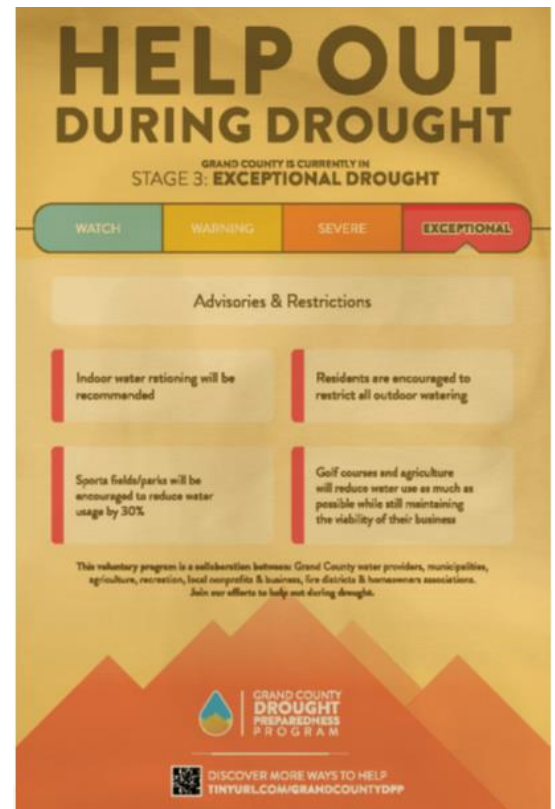 HELP OUT
DURING DROUGHT
GRAND COUNTY IS CURRENTLY IN
STAGE 3: EXCEPTIONAL DROUGHT
WATCH
WARNING
SEVERE
EXCEPTIONAL
Advisories & Restrictions
Indoor water rationing will be
recommended
Residents are encouraged to
restrict all outdoor watering
Sports fields/parks will be
encouraged to reduce water
usage by 30%
Golf courses and agriculture
will reduce water use as much as
possible while still maintaining
the viability of their business
This voluntary program is a collaboration between: Grand County water providers, municipalities,
agriculture, recreation, local nonprofits & business, fire districts & homeowners associations.
Join our efforts to help out during drought.
GRAND COUNTY
DROUGHT
PREPAREDNESS
PROGRAM
DISCOVER MORE WAYS TO HELP
TINYURL.COM/GRANDCOUNTYDPP